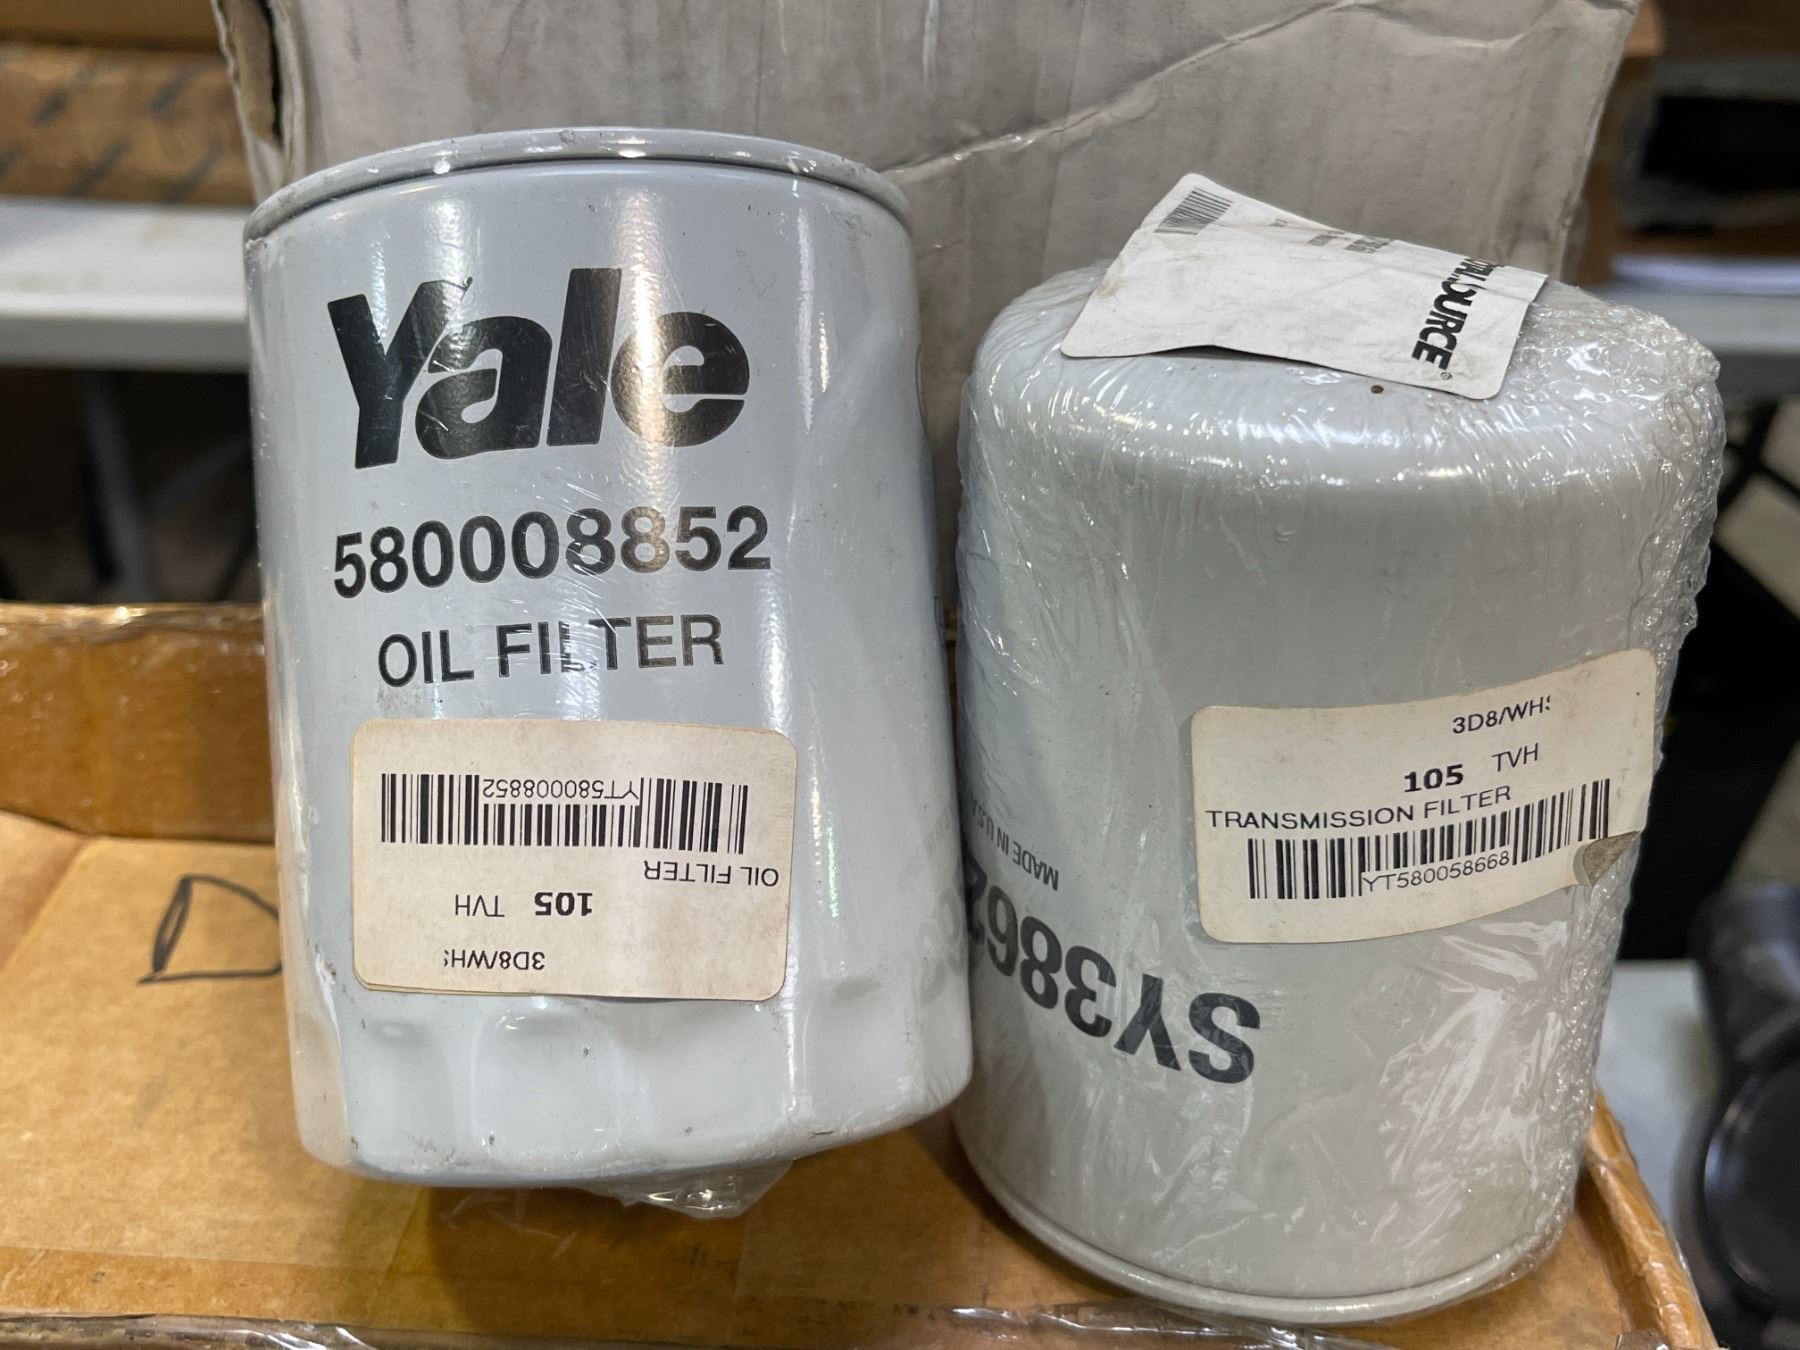 Yale
580008852
OIL FILTER
YT580008852
OIL FILTER
105 TVH
3D8/WHS
SOURCE
3D8/WHS
105 TVH
TRANSMISSION FILTER
YT580058668
MADE IN U.S.A
SY3862
D